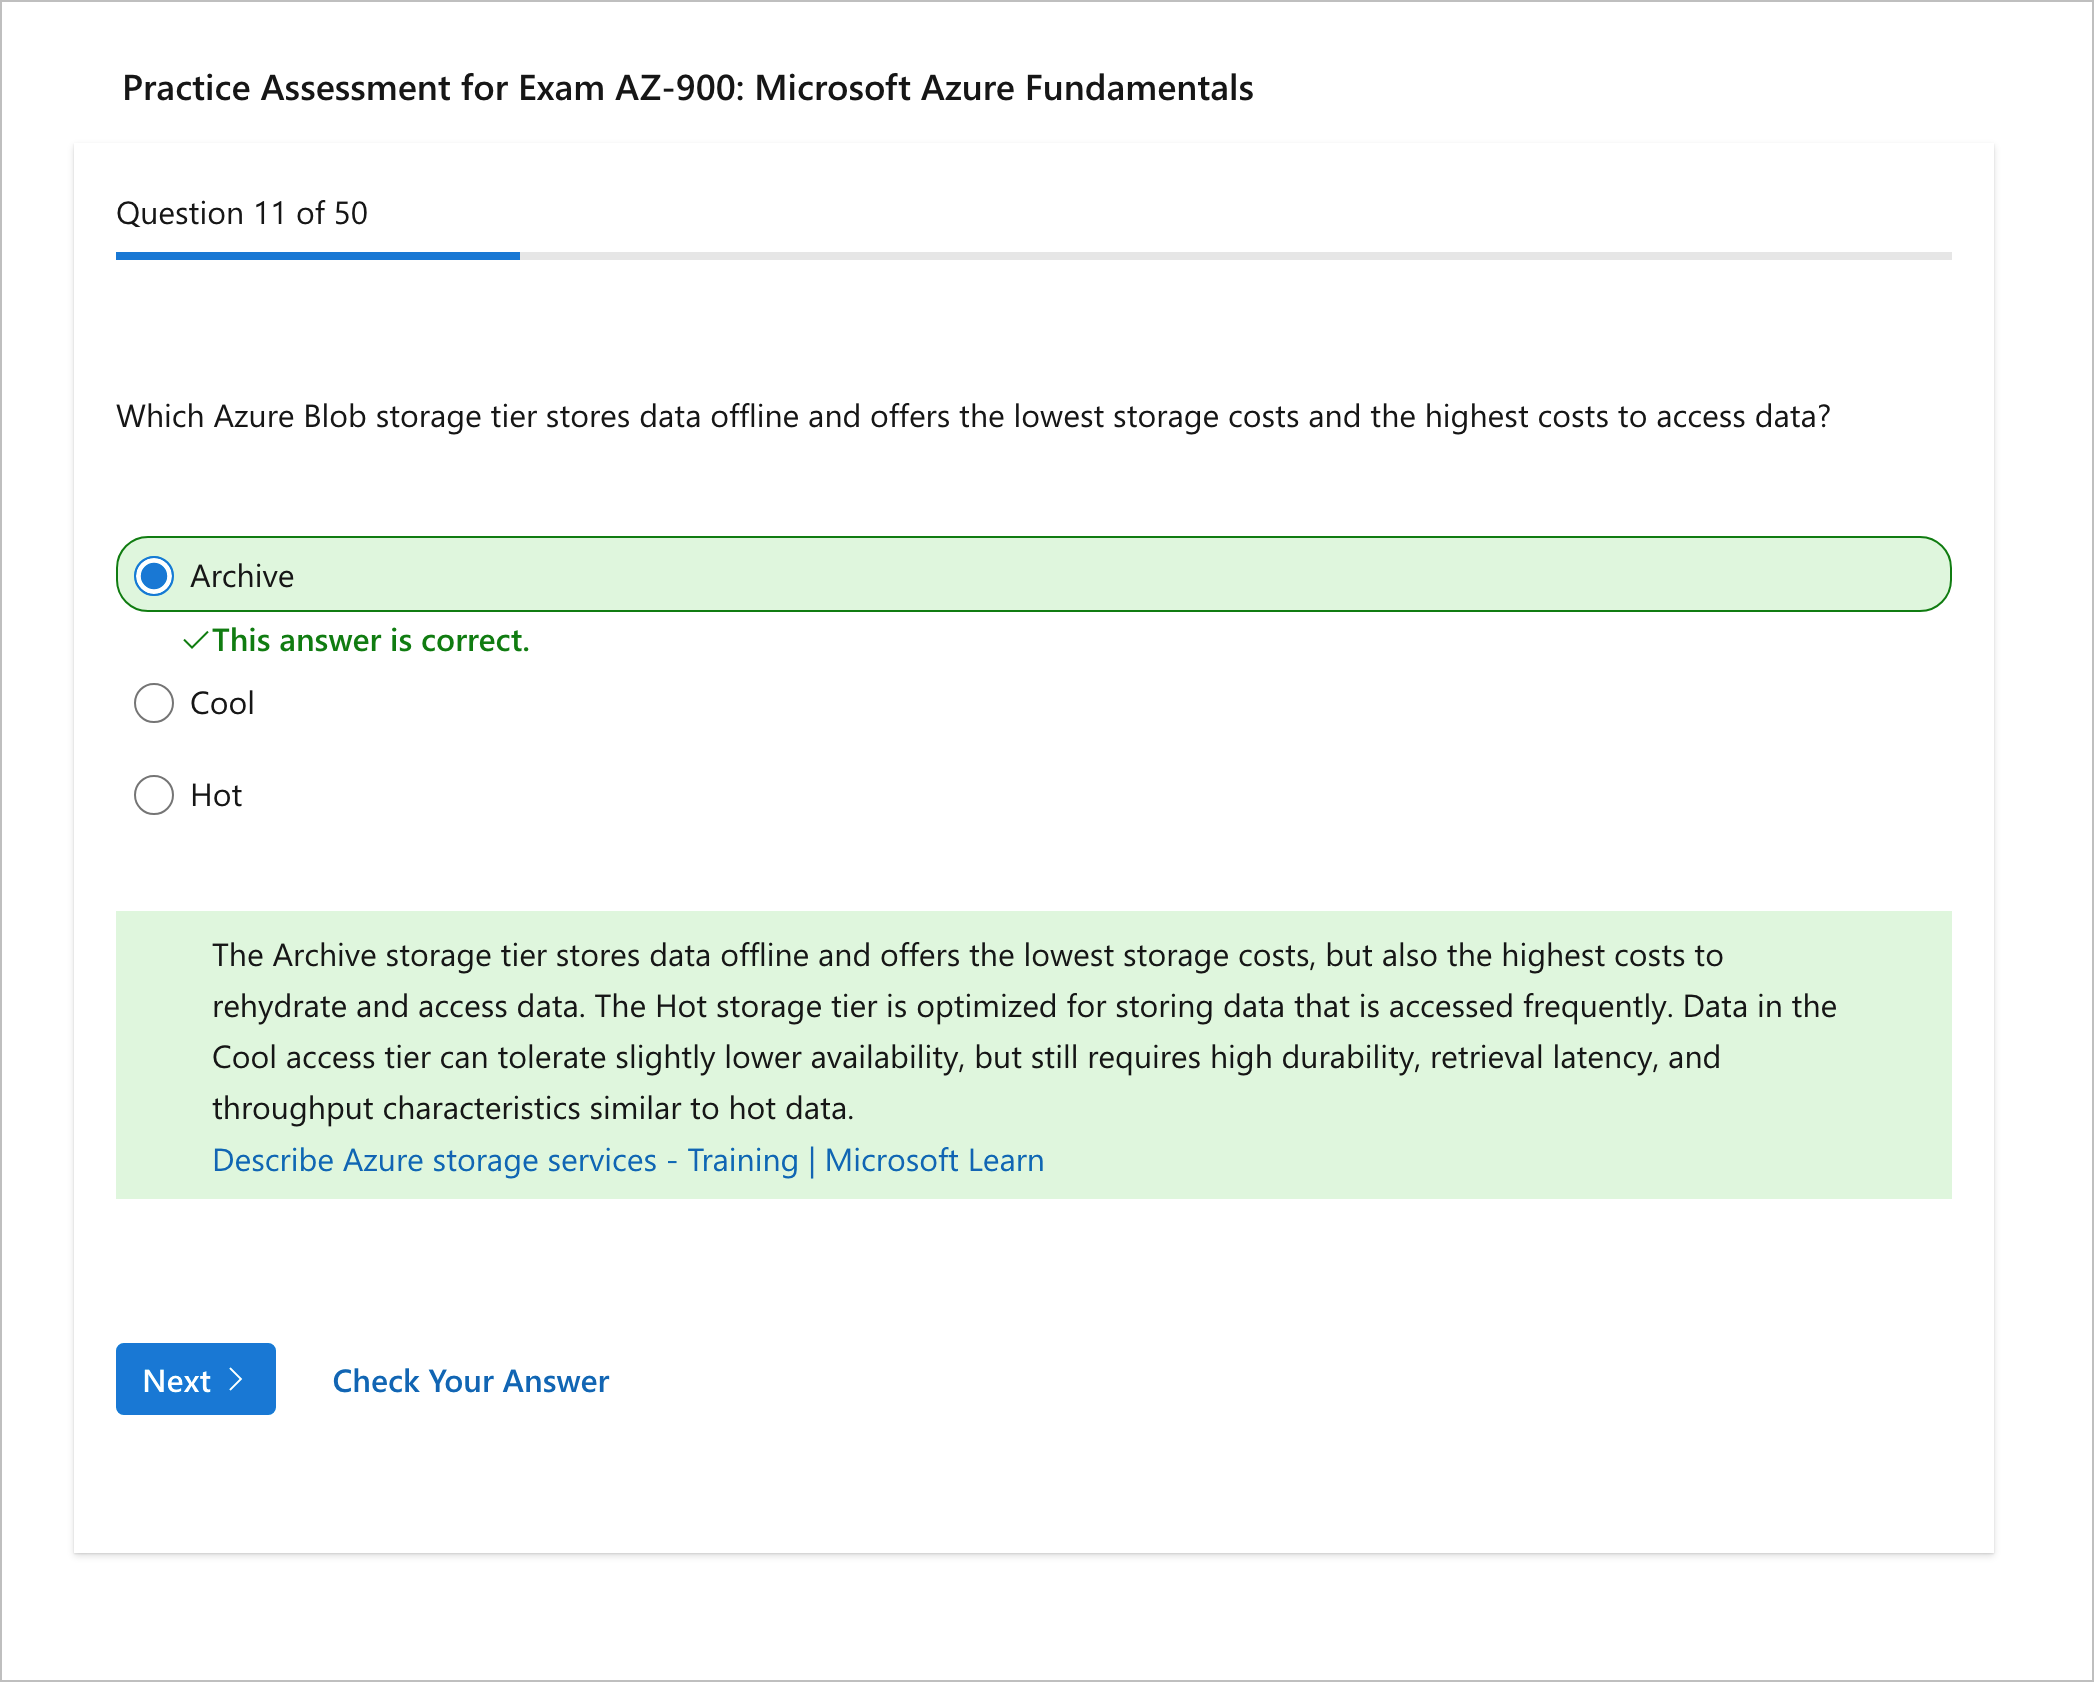 Practice Assessment for Exam AZ-900: Microsoft Azure Fundamentals
Question 11 of 50
Which Azure Blob storage tier stores data offline and offers the lowest storage costs and the highest costs to access data?
Archive
This answer is correct.
Cool
Hot
The Archive storage tier stores data offline and offers the lowest storage costs, but also the highest costs to
rehydrate and access data. The Hot storage tier is optimized for storing data that is accessed frequently. Data in the
Cool access tier can tolerate slightly lower availability, but still requires high durability, retrieval latency, and
throughput characteristics similar to hot data.
Describe Azure storage services - Training | Microsoft Learn
Next
Check Your Answer